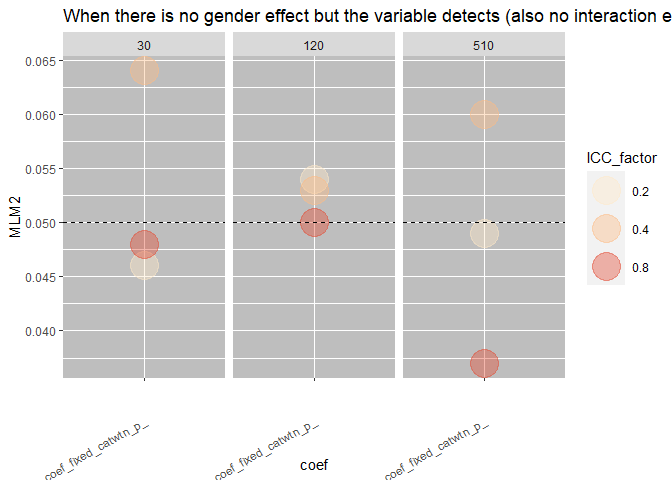 When there is no gender effect but the variable detects (also no interaction e
30
120
510
0.065
0.060
0.055
0.050
0.045
0.040
MLM2
coef_fixed_catwtn_p_
coef_fixed_catwtn_p_
coef_fixed_catwtn_p_
coef
ICC_factor
0.2
0.4
0.8